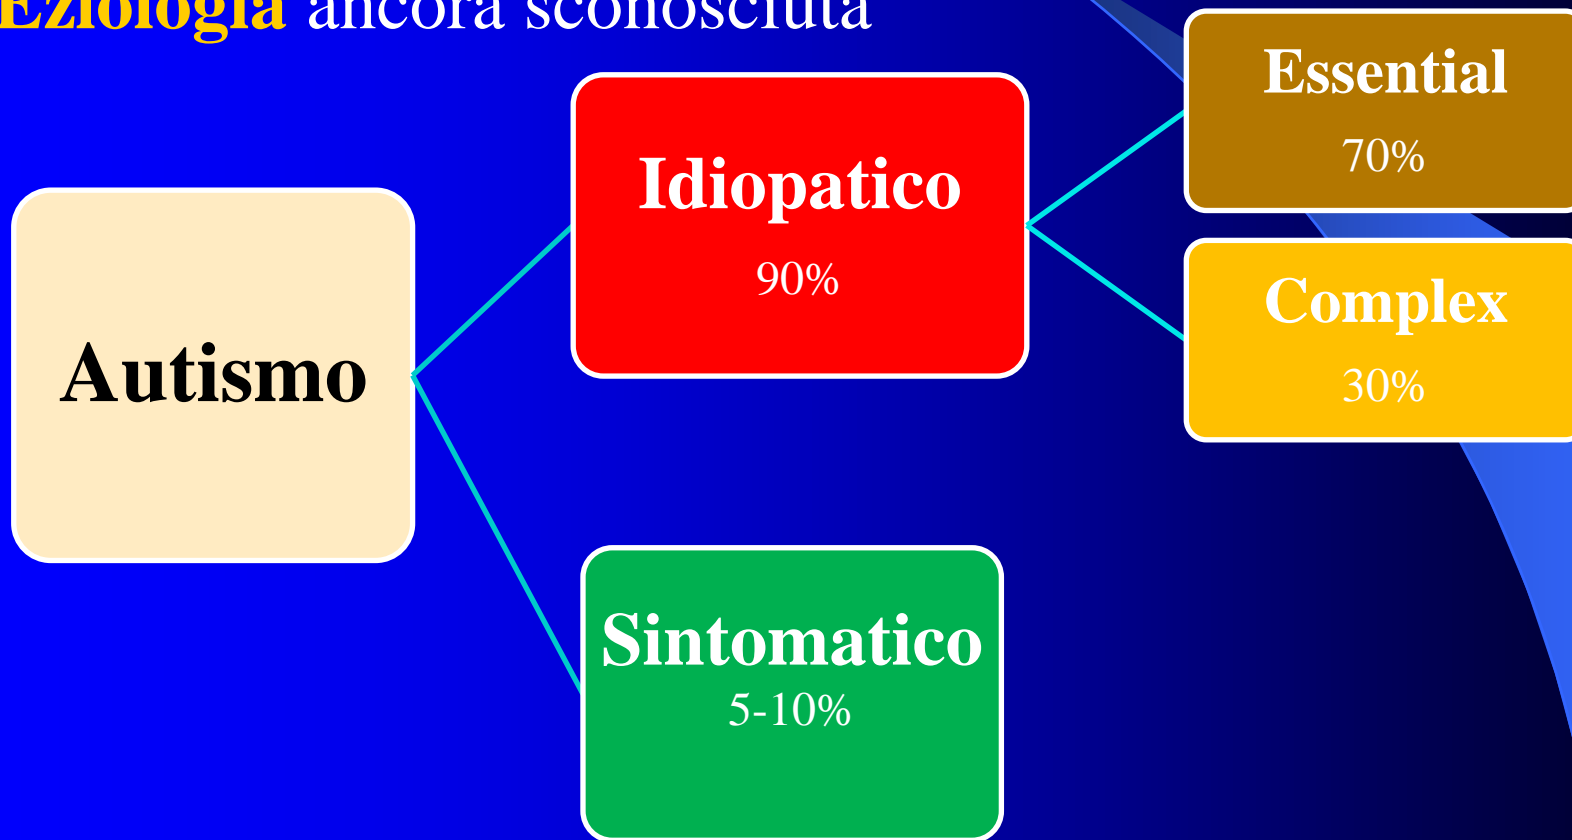 Eziologia ancora sconosciuta
Autismo
Idiopatico
90%
Sintomatico
5-10%
Essential
70%
Complex
30%